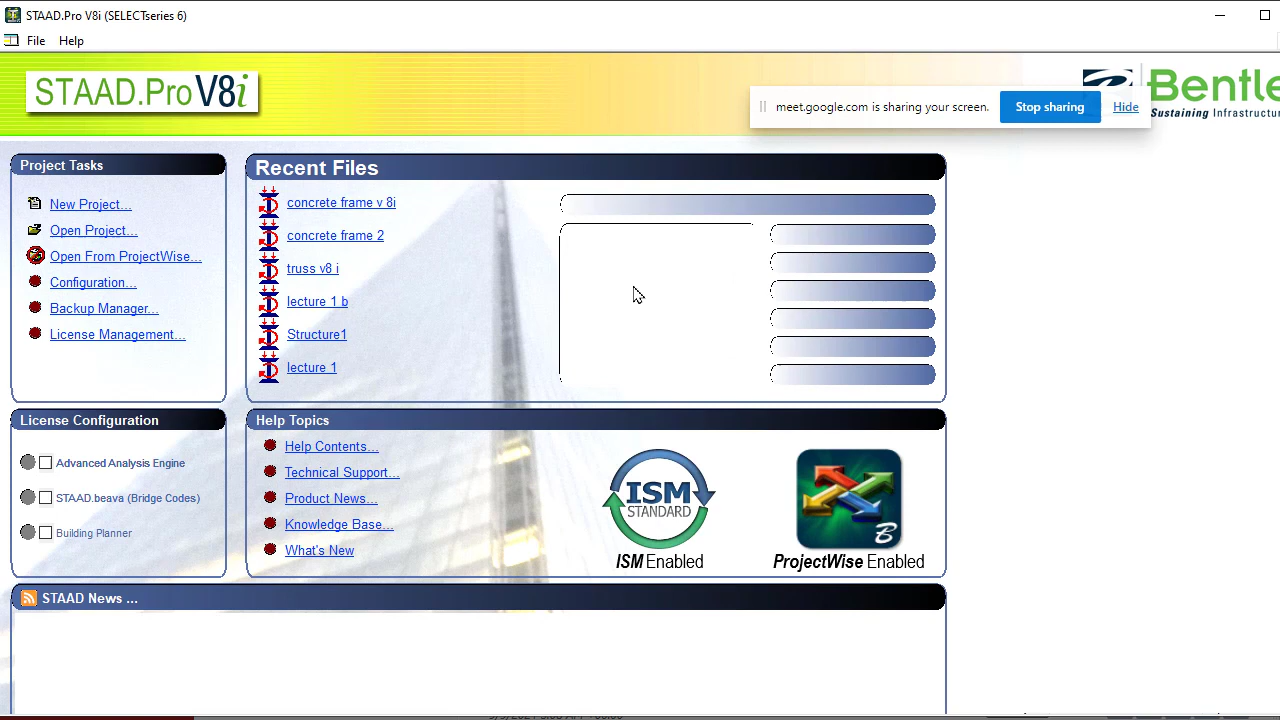 STAAD.Pro V8i (SELECTseries 6)
File Help
STAAD.Pro V8i
Bentle
Sustaining Infrastructu
meet.google.com is sharing your screen. Stop sharing Hide
Project Tasks
New Project...
Open Project...
Open From ProjectWise...
Configuration...
Backup Manager...
License Management...
Recent Files
concrete frame v 8i
concrete frame 2
truss v8 i
lecture 1 b
Structure1
lecture 1
License Configuration
Advanced Analysis Engine
STAAD.beava (Bridge Codes)
Building Planner
Help Topics
Help Contents...
Technical Support...
Product News...
Knowledge Base...
What's New
ISM
STANDARD
ISM Enabled
B
ProjectWise Enabled
STAAD News ...